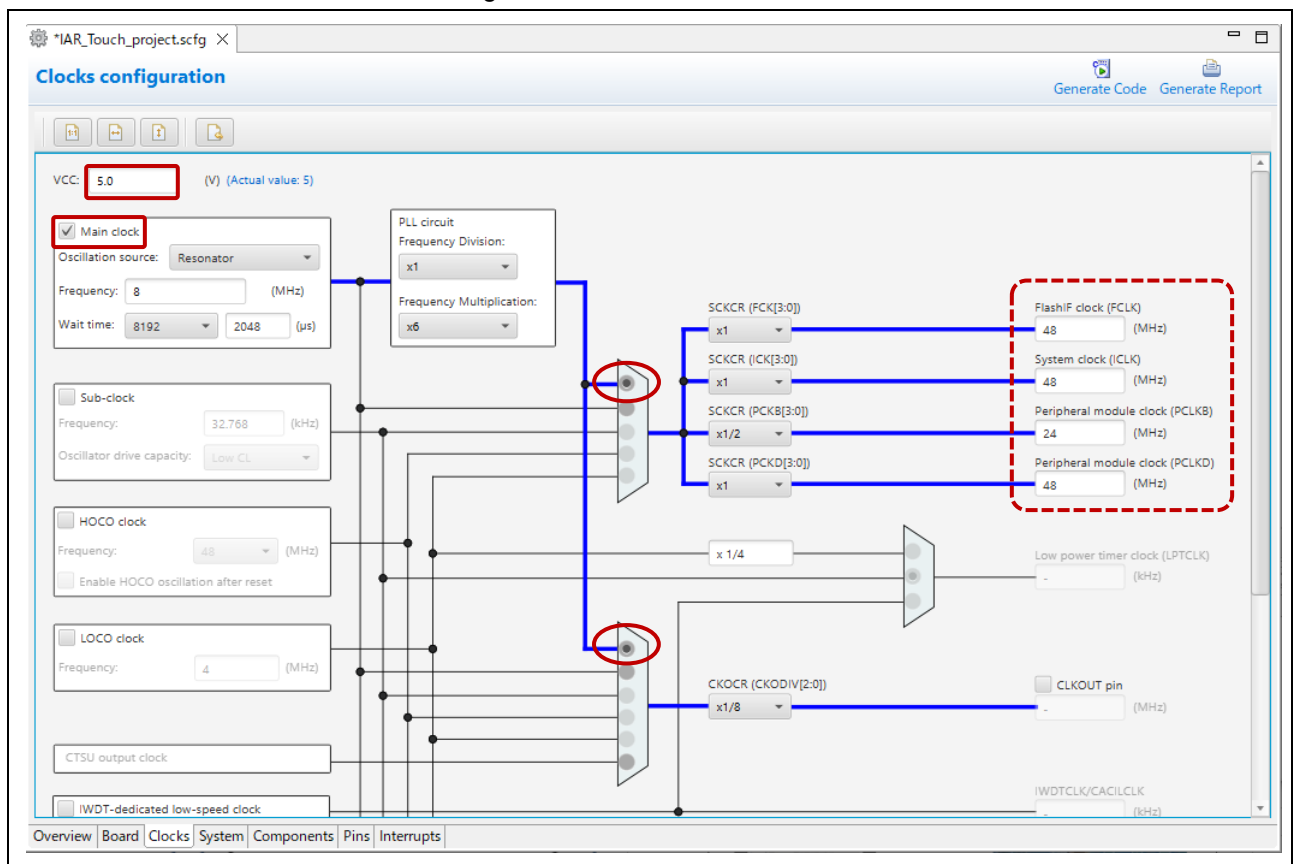 *IAR_Touch_project.scfg
Clocks configuration
Generate Code Generate Report
1:1
VCC: 5.0 (V) (Actual value: 5)
Main clock
Oscillation source: Resonator
Frequency: 8 (MHz)
Wait time: 8192 2048 (µs)
PLL circuit
Frequency Division:
x1
Frequency Multiplication:
x6
Sub-clock
Frequency: 32.768 (kHz)
Oscillator drive capacity: Low CL
HOCO clock
Frequency: 48 (MHz)
Enable HOCO oscillation after reset
LOCO clock
Frequency: 4 (MHz)
CTSU output clock
IWDT-dedicated low-speed clock
SCKCR (FCK[3:0])
x1
SCKCR (ICK[3:0])
x1
SCKCR (PCKB[3:0])
x1/2
SCKCR (PCKD[3:0])
x1
FlashIF clock (FCLK)
48 (MHz)
System clock (ICLK)
48 (MHz)
Peripheral module clock (PCLKB)
24 (MHz)
Peripheral module clock (PCLKD)
48 (MHz)
x 1/4
Low power timer clock (LPTCLK)
- (kHz)
CKOCR (CKODIV[2:0])
x1/8
CLKOUT pin
- (MHz)
IWDTCLK/CACILCLK
- (kHz)
Overview Board Clocks System Components Pins Interrupts